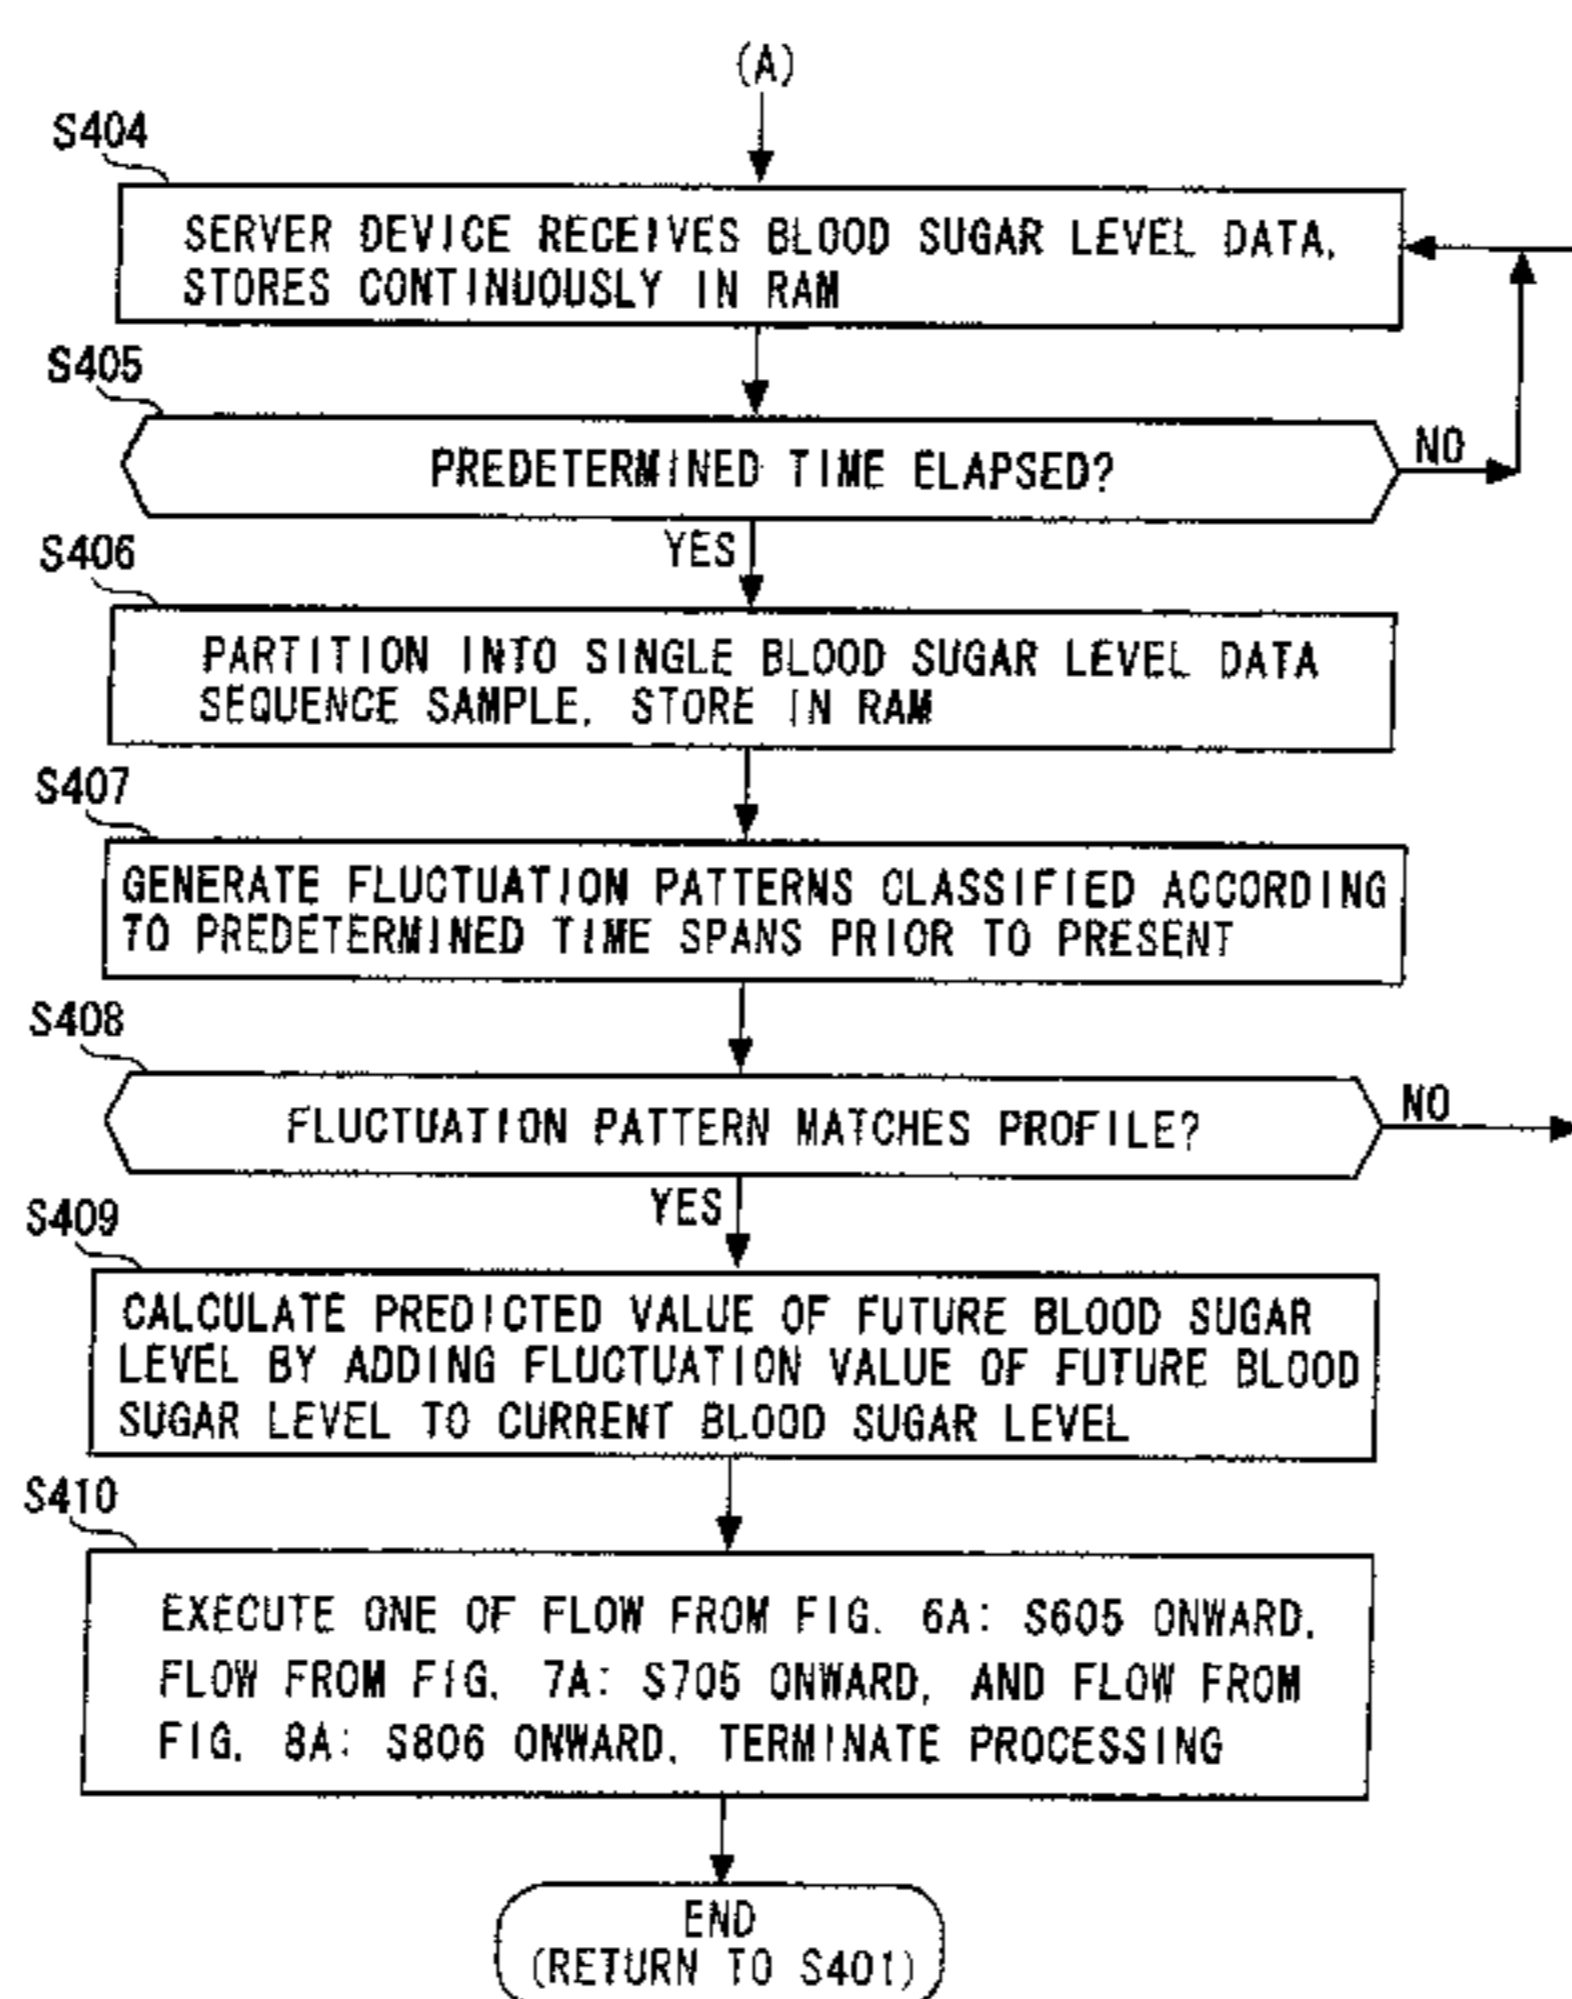 (A)
S404
SERVER DEVICE RECEIVES BLOOD SUGAR LEVEL DATA,
STORES CONTINUOUSLY IN RAM
S405
PREDETERMINED TIME ELAPSED?
NO
YES
S406
PARTITION INTO SINGLE BLOOD SUGAR LEVEL DATA
SEQUENCE SAMPLE, STORE IN RAM
S407
GENERATE FLUCTUATION PATTERNS CLASSIFIED ACCORDING
TO PREDETERMINED TIME SPANS PRIOR TO PRESENT
S408
FLUCTUATION PATTERN MATCHES PROFILE?
NO
YES
S409
CALCULATE PREDICTED VALUE OF FUTURE BLOOD SUGAR
LEVEL BY ADDING FLUCTUATION VALUE OF FUTURE BLOOD
SUGAR LEVEL TO CURRENT BLOOD SUGAR LEVEL
S410
EXECUTE ONE OF FLOW FROM FIG. 6A: S605 ONWARD,
FLOW FROM FIG. 7A: S705 ONWARD, AND FLOW FROM
FIG. 8A: S806 ONWARD, TERMINATE PROCESSING
END
(RETURN TO S401)